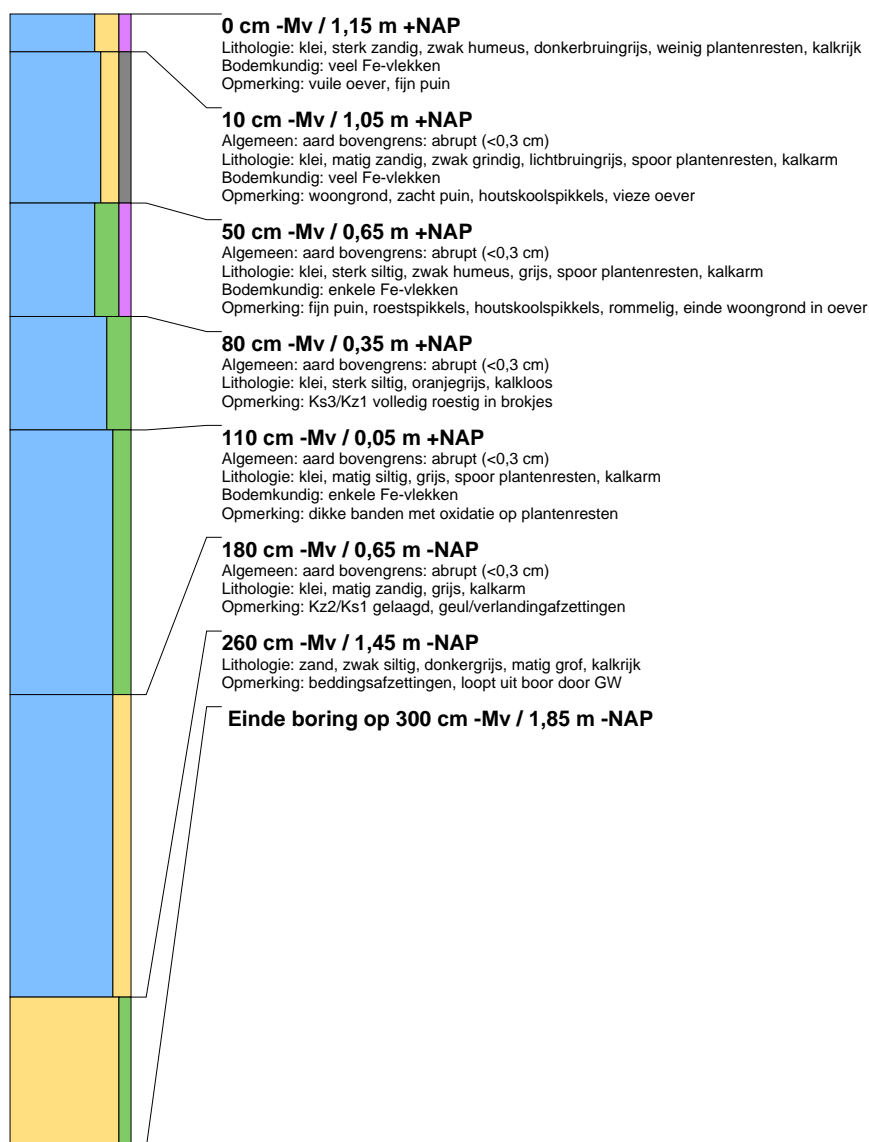 0 cm -Mv / 1,15 m +NAP
Lithologie: klei, sterk zandig, zwak humeus, donkerbruingrijs, weinig plantenresten, kalkrijk
Bodemkundig: veel Fe-vlekken
Opmerking: vuile oever, fijn puin
10 cm -Mv / 1,05 m +NAP
Algemeen: aard bovengrens: abrupt (<0,3 cm)
Lithologie: klei, matig zandig, zwak grindig, lichtbruingrijs, spoor plantenresten, kalkarm
Bodemkundig: veel Fe-vlekken
Opmerking: woongrond, zacht puin, houtskoolspikkels, vieze oever
50 cm -Mv / 0,65 m +NAP
Algemeen: aard bovengrens: abrupt (<0,3 cm)
Lithologie: klei, sterk siltig, zwak humeus, grijs, spoor plantenresten, kalkarm
Bodemkundig: enkele Fe-vlekken
Opmerking: fijn puin, roestspikkels, houtskoolspikkels, rommelig, einde woongrond in oever
80 cm -Mv / 0,35 m +NAP
Algemeen: aard bovengrens: abrupt (<0,3 cm)
Lithologie: klei, sterk siltig, oranjegrijs, kalkloos
Opmerking: Ks3/Kz1 volledig roestig in brokjes
110 cm -Mv / 0,05 m +NAP
Algemeen: aard bovengrens: abrupt (<0,3 cm)
Lithologie: klei, matig siltig, grijs, spoor plantenresten, kalkarm
Bodemkundig: enkele Fe-vlekken
Opmerking: dikke banden met oxidatie op plantenresten
180 cm -Mv / 0,65 m -NAP
Algemeen: aard bovengrens: abrupt (<0,3 cm)
Lithologie: klei, matig zandig, grijs, kalkarm
Opmerking: Kz2/Ks1 gelaagd, geul/verlandingafzettingen
260 cm -Mv / 1,45 m -NAP
Lithologie: zand, zwak siltig, donkergrijs, matig grof, kalkrijk
Opmerking: beddingsafzettingen, loopt uit boor door GW
Einde boring op 300 cm -Mv / 1,85 m -NAP